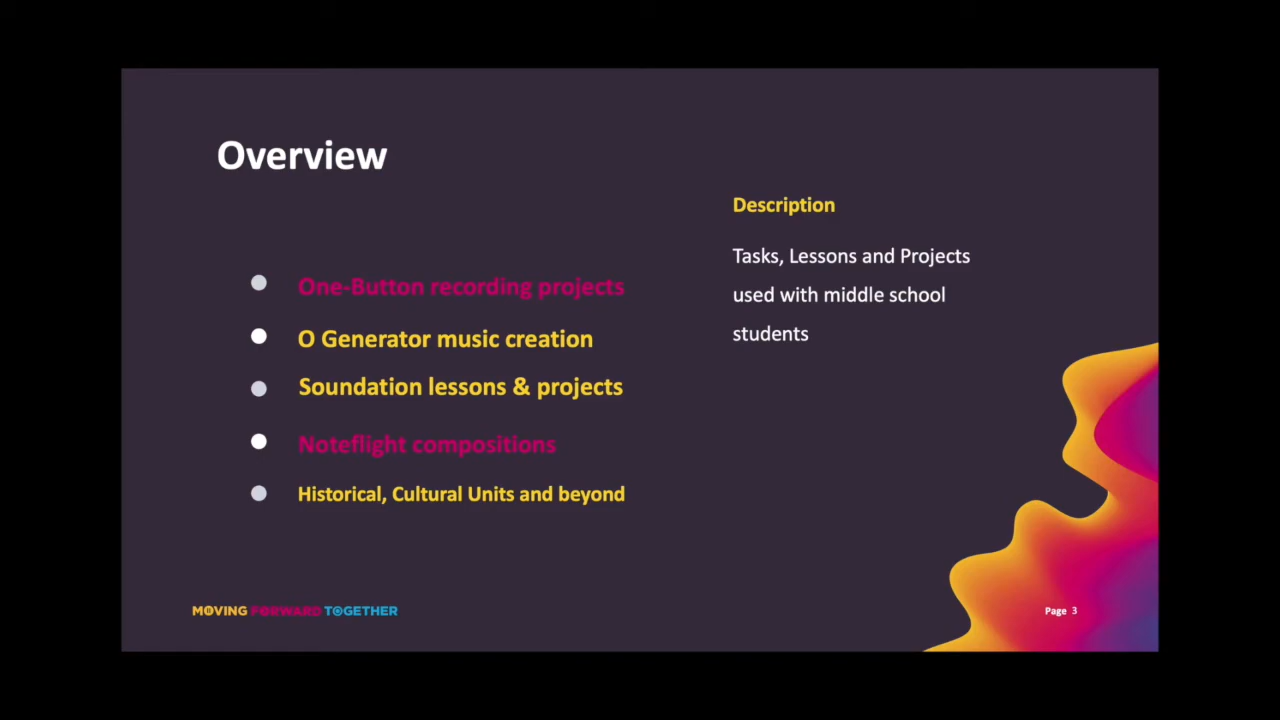 Overview
One-Button recording projects
O Generator music creation
Soundation lessons & projects
Noteflight compositions
Historical, Cultural Units and beyond
Description
Tasks, Lessons and Projects
used with middle school
students
MOVING FORWARD TOGETHER
Page 3